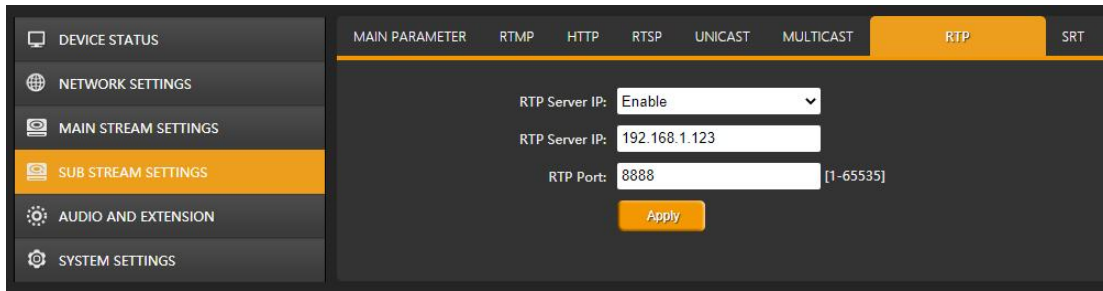 DEVICE STATUS
NETWORK SETTINGS
MAIN STREAM SETTINGS
SUB STREAM SETTINGS
AUDIO AND EXTENSION
SYSTEM SETTINGS
MAIN PARAMETER RTMP HTTP RTSP UNICAST MULTICAST RTP SRT
RTP Server IP: Enable
RTP Server IP: 192.168.1.123
RTP Port: 8888 [1-65535]
Apply